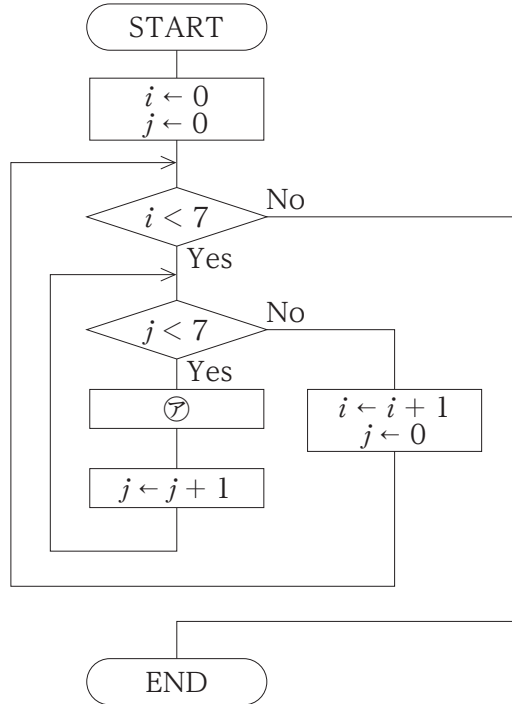 START
i ← 0
j ← 0
i < 7
No
Yes
j < 7
No
Yes
㋐
i ← i + 1
j ← 0
j ← j + 1
END